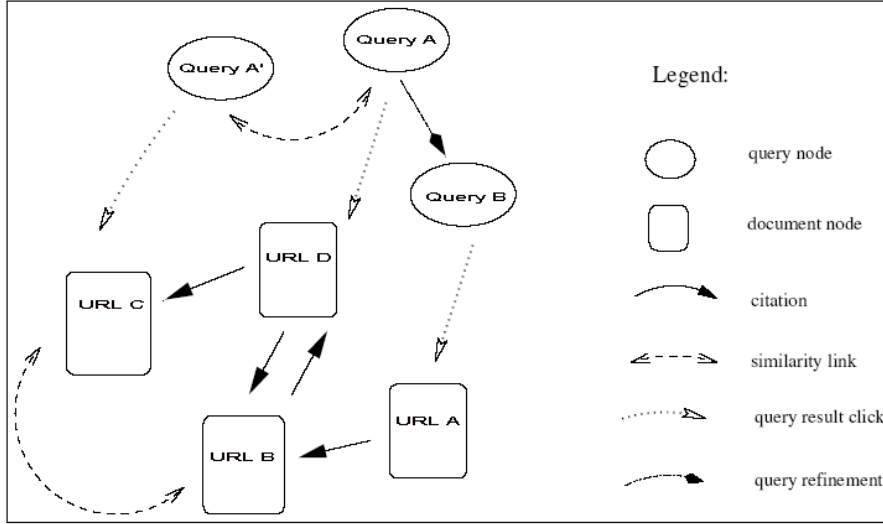 Query A'
Query A
Query B
URL D
URL C
URL A
URL B
Legend:
query node
document node
citation
similarity link
query result click
query refinement